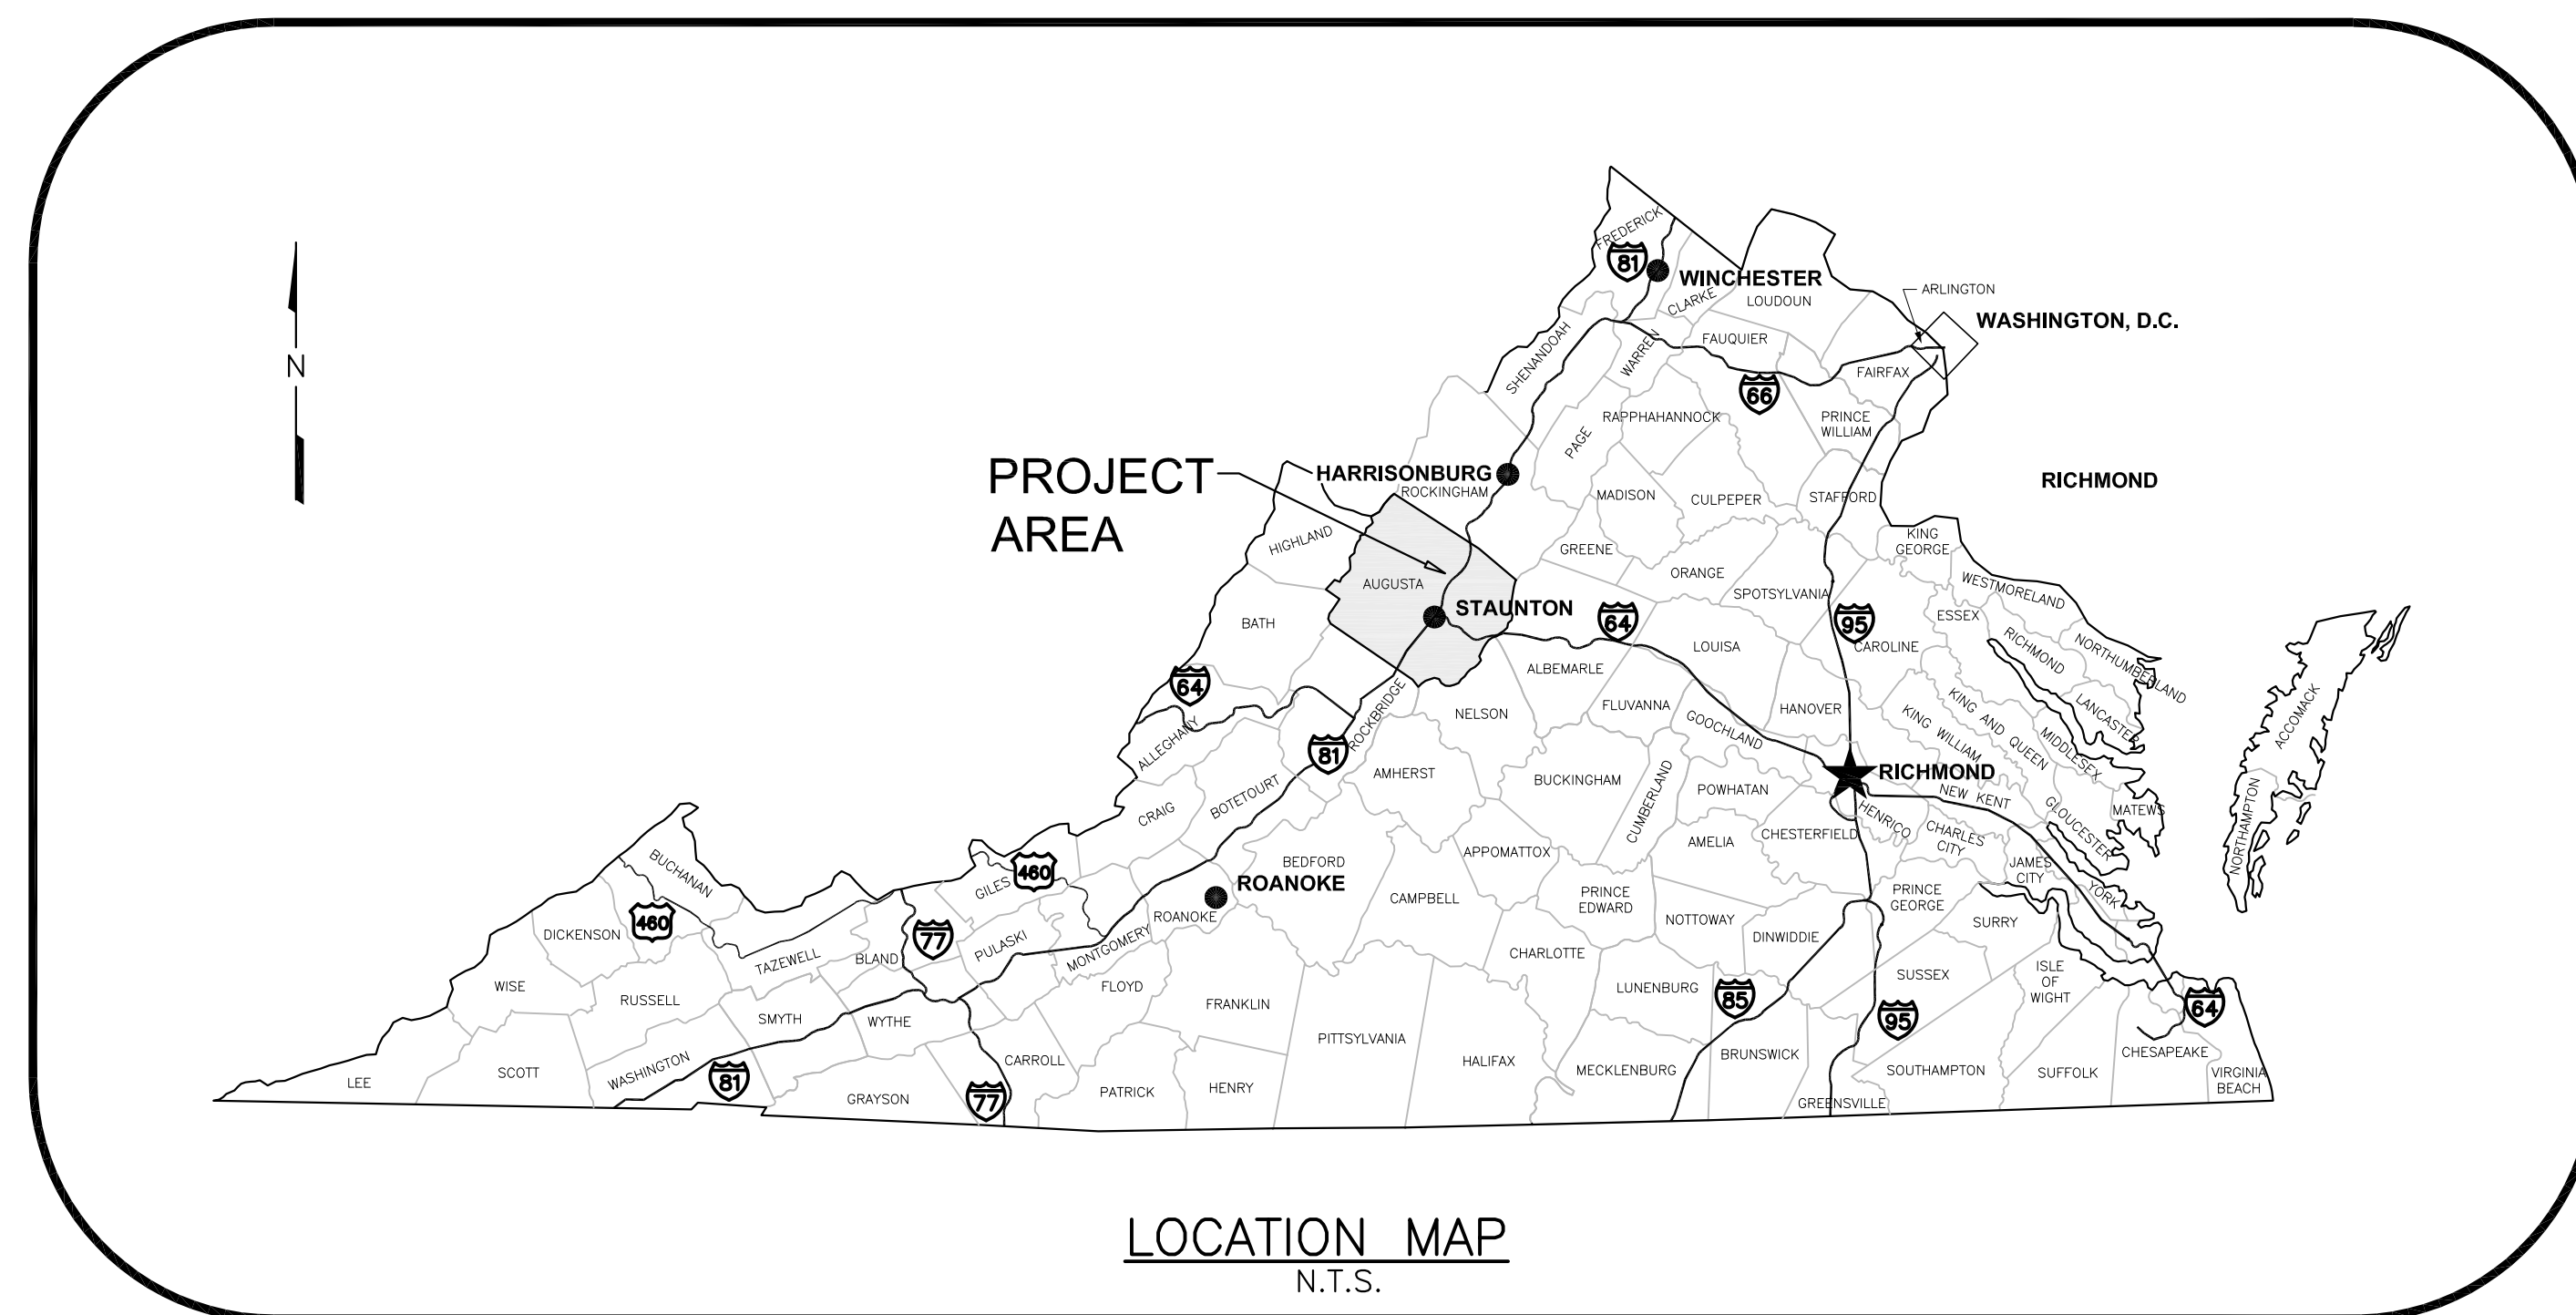 FREDERICK
81
WINCHESTER
CLARKE
LOUDOUN
ARLINGTON
WASHINGTON, D.C.
SHENANDOAH
WARREN
FAUQUIER
FAIRFAX
66
N
RAPPHAHANNOCK
PRINCE
WILLIAM
PAGE
PROJECT
AREA
HARRISONBURG
ROCKINGHAM
MADISON
CULPEPER
STAFFORD
RICHMOND
HIGHLAND
GREENE
KING
GEORGE
AUGUSTA
ORANGE
SPOTSYLVANIA
WESTMORELAND
STAUNTON
64
95
ESSEX
BATH
LOUISA
CAROLINE
RICHMOND
NORTHUMBERLAND
64
ALBEMARLE
ROCKBRIDGE
NELSON
FLUVANNA
GOOCHLAND
HANOVER
KING WILLIAM
KING AND QUEEN
LANCASTER
MIDDLESEX
ACCOMACK
ALLEGHANY
81
AMHERST
BUCKINGHAM
CUMBERLAND
POWHATAN
RICHMOND
NEW KENT
CRAIG
BOTETOURT
HENRICO
GLOUCESTER
MATEWS
NORTHAMPTON
AMELIA
CHESTERFIELD
CHARLES
CITY
BUCHANAN
GILES
460
BEDFORD
ROANOKE
APPOMATTOX
JAMES
CITY
YORK
CAMPBELL
PRINCE
EDWARD
PRINCE
GEORGE
460
ROANOKE
NOTTOWAY
SURRY
DICKENSON
77
PULASKI
MONTGOMERY
DINWIDDIE
TAZEWELL
BLAND
CHARLOTTE
WISE
RUSSELL
FLOYD
FRANKLIN
LUNENBURG
85
SUSSEX
ISLE
OF
WIGHT
64
SMYTH
WYTHE
95
PITTSYLVANIA
HALIFAX
LEE
SCOTT
WASHINGTON
81
CARROLL
BRUNSWICK
CHESAPEAKE
GRAYSON
77
PATRICK
HENRY
MECKLENBURG
GREENSVILLE
SOUTHAMPTON
SUFFOLK
VIRGINIA
BEACH
LOCATION MAP
N.T.S.